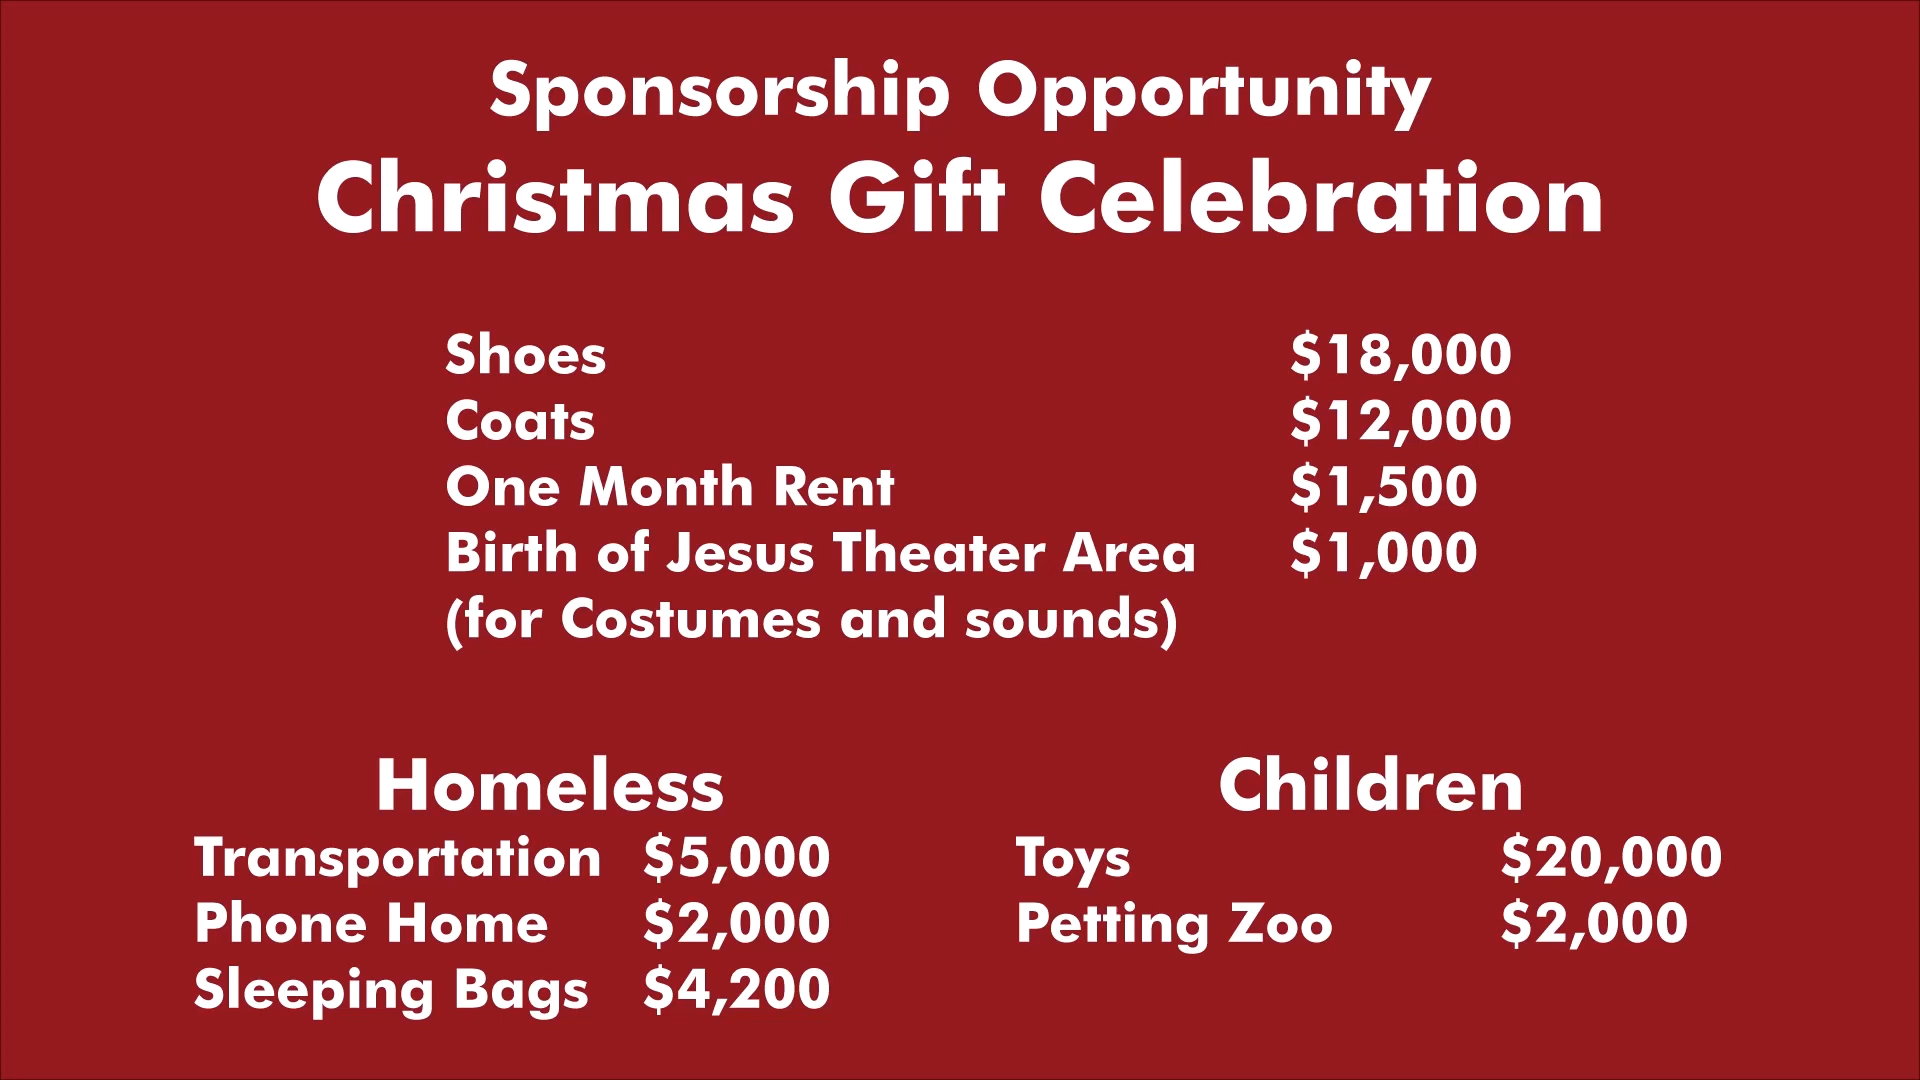 Sponsorship Opportunity
Christmas Gift Celebration
Shoes $18,000
Coats $12,000
One Month Rent $1,500
Birth of Jesus Theater Area $1,000
(for Costumes and sounds)
Homeless
Transportation $5,000
Phone Home $2,000
Sleeping Bags $4,200
Children
Toys $20,000
Petting Zoo $2,000